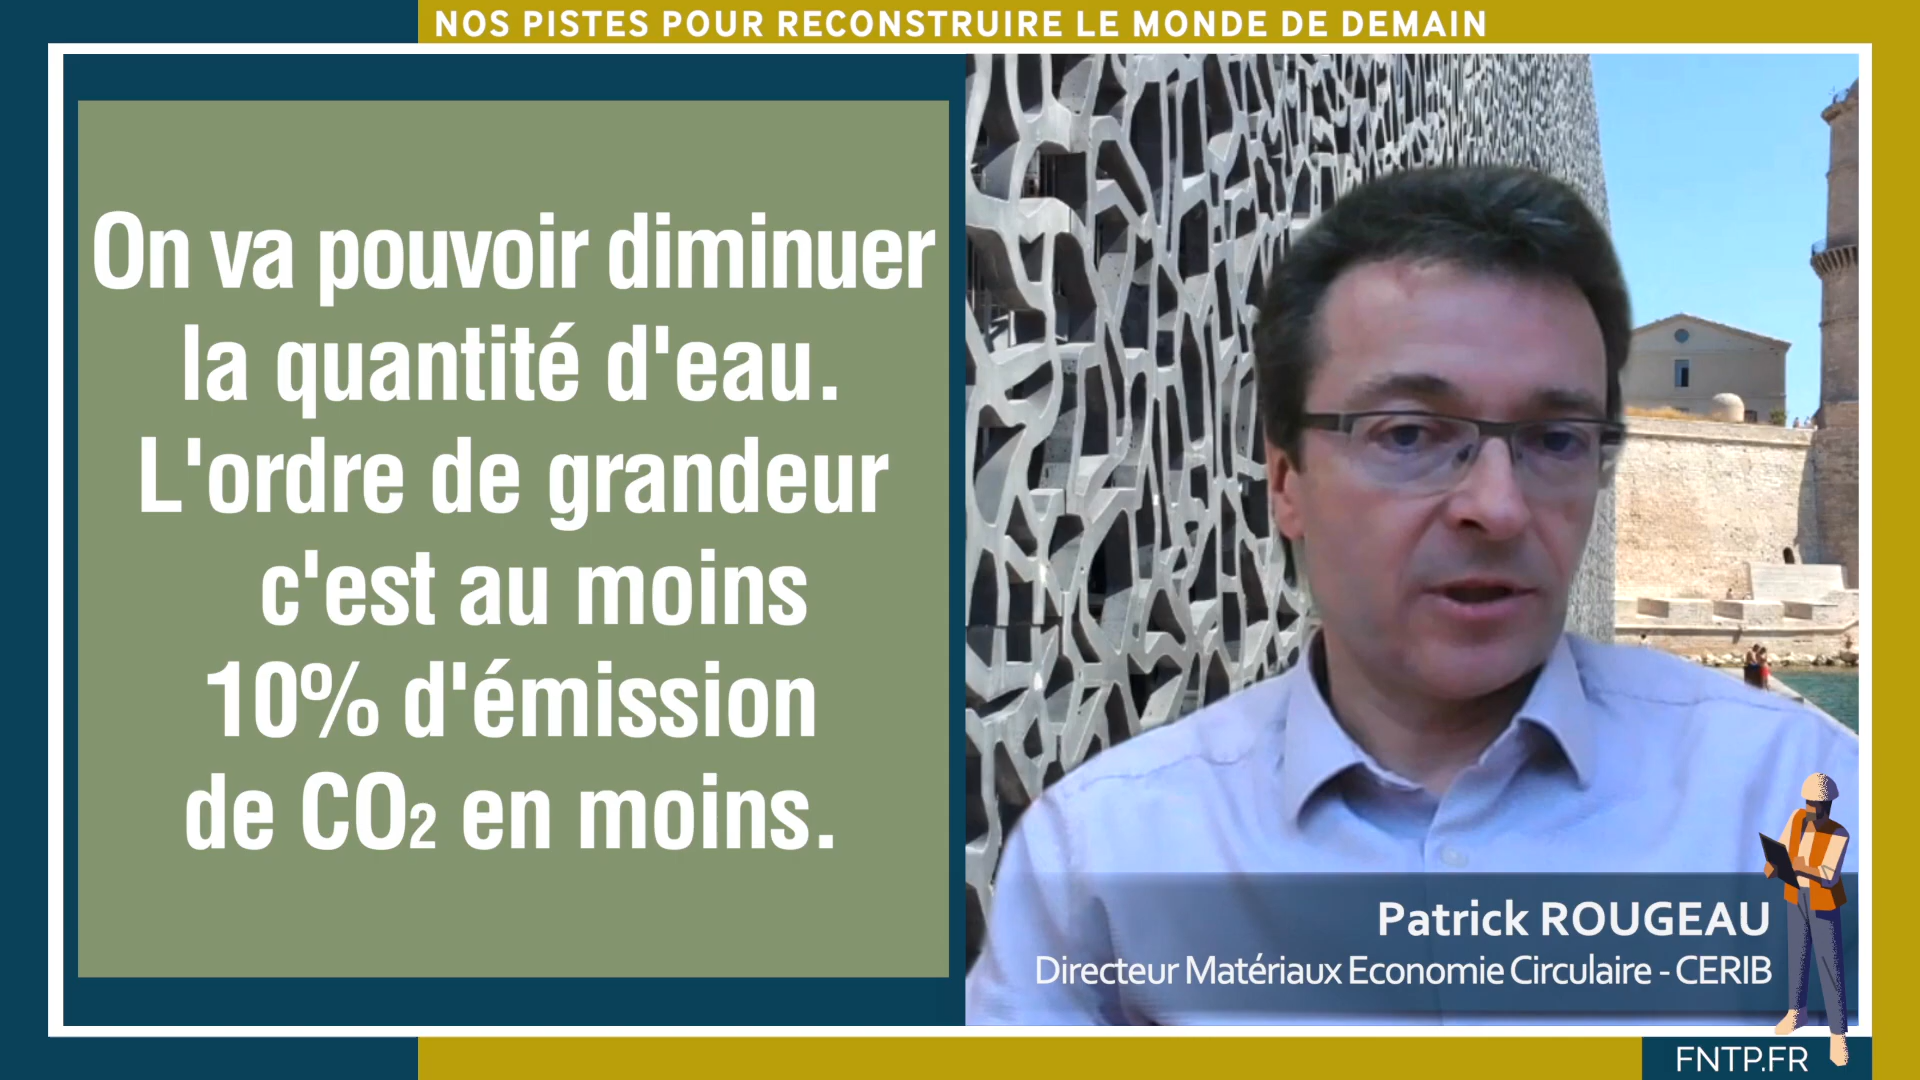 NOS PISTES POUR RECONSTRUIRE LE MONDE DE DEMAIN
On va pouvoir diminuer
la quantité d'eau.
L'ordre de grandeur
c'est au moins
10% d'émission
de CO₂ en moins.
Patrick ROUGEAU
Directeur Matériaux Economie Circulaire - CERIB
FNTP.FR